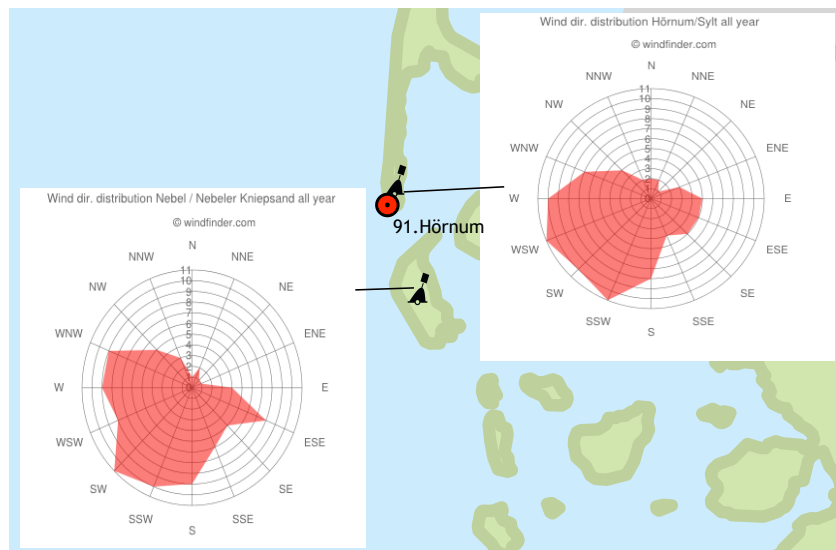 Wind dir. distribution Hörnum/Sylt all year
© windfinder.com
N
NNW NNE
NW NE
WNW ENE
W E
WSW ESE
SW SE
SSW SSE
S
11
10
9
8
7
6
5
4
3
2
1
91.Hörnum
Wind dir. distribution Nebel / Nebeler Kniepsand all year
© windfinder.com
N
NNW NNE
NW NE
WNW ENE
W E
WSW ESE
SW SE
SSW SSE
S
11
10
9
8
7
6
5
4
3
2
1